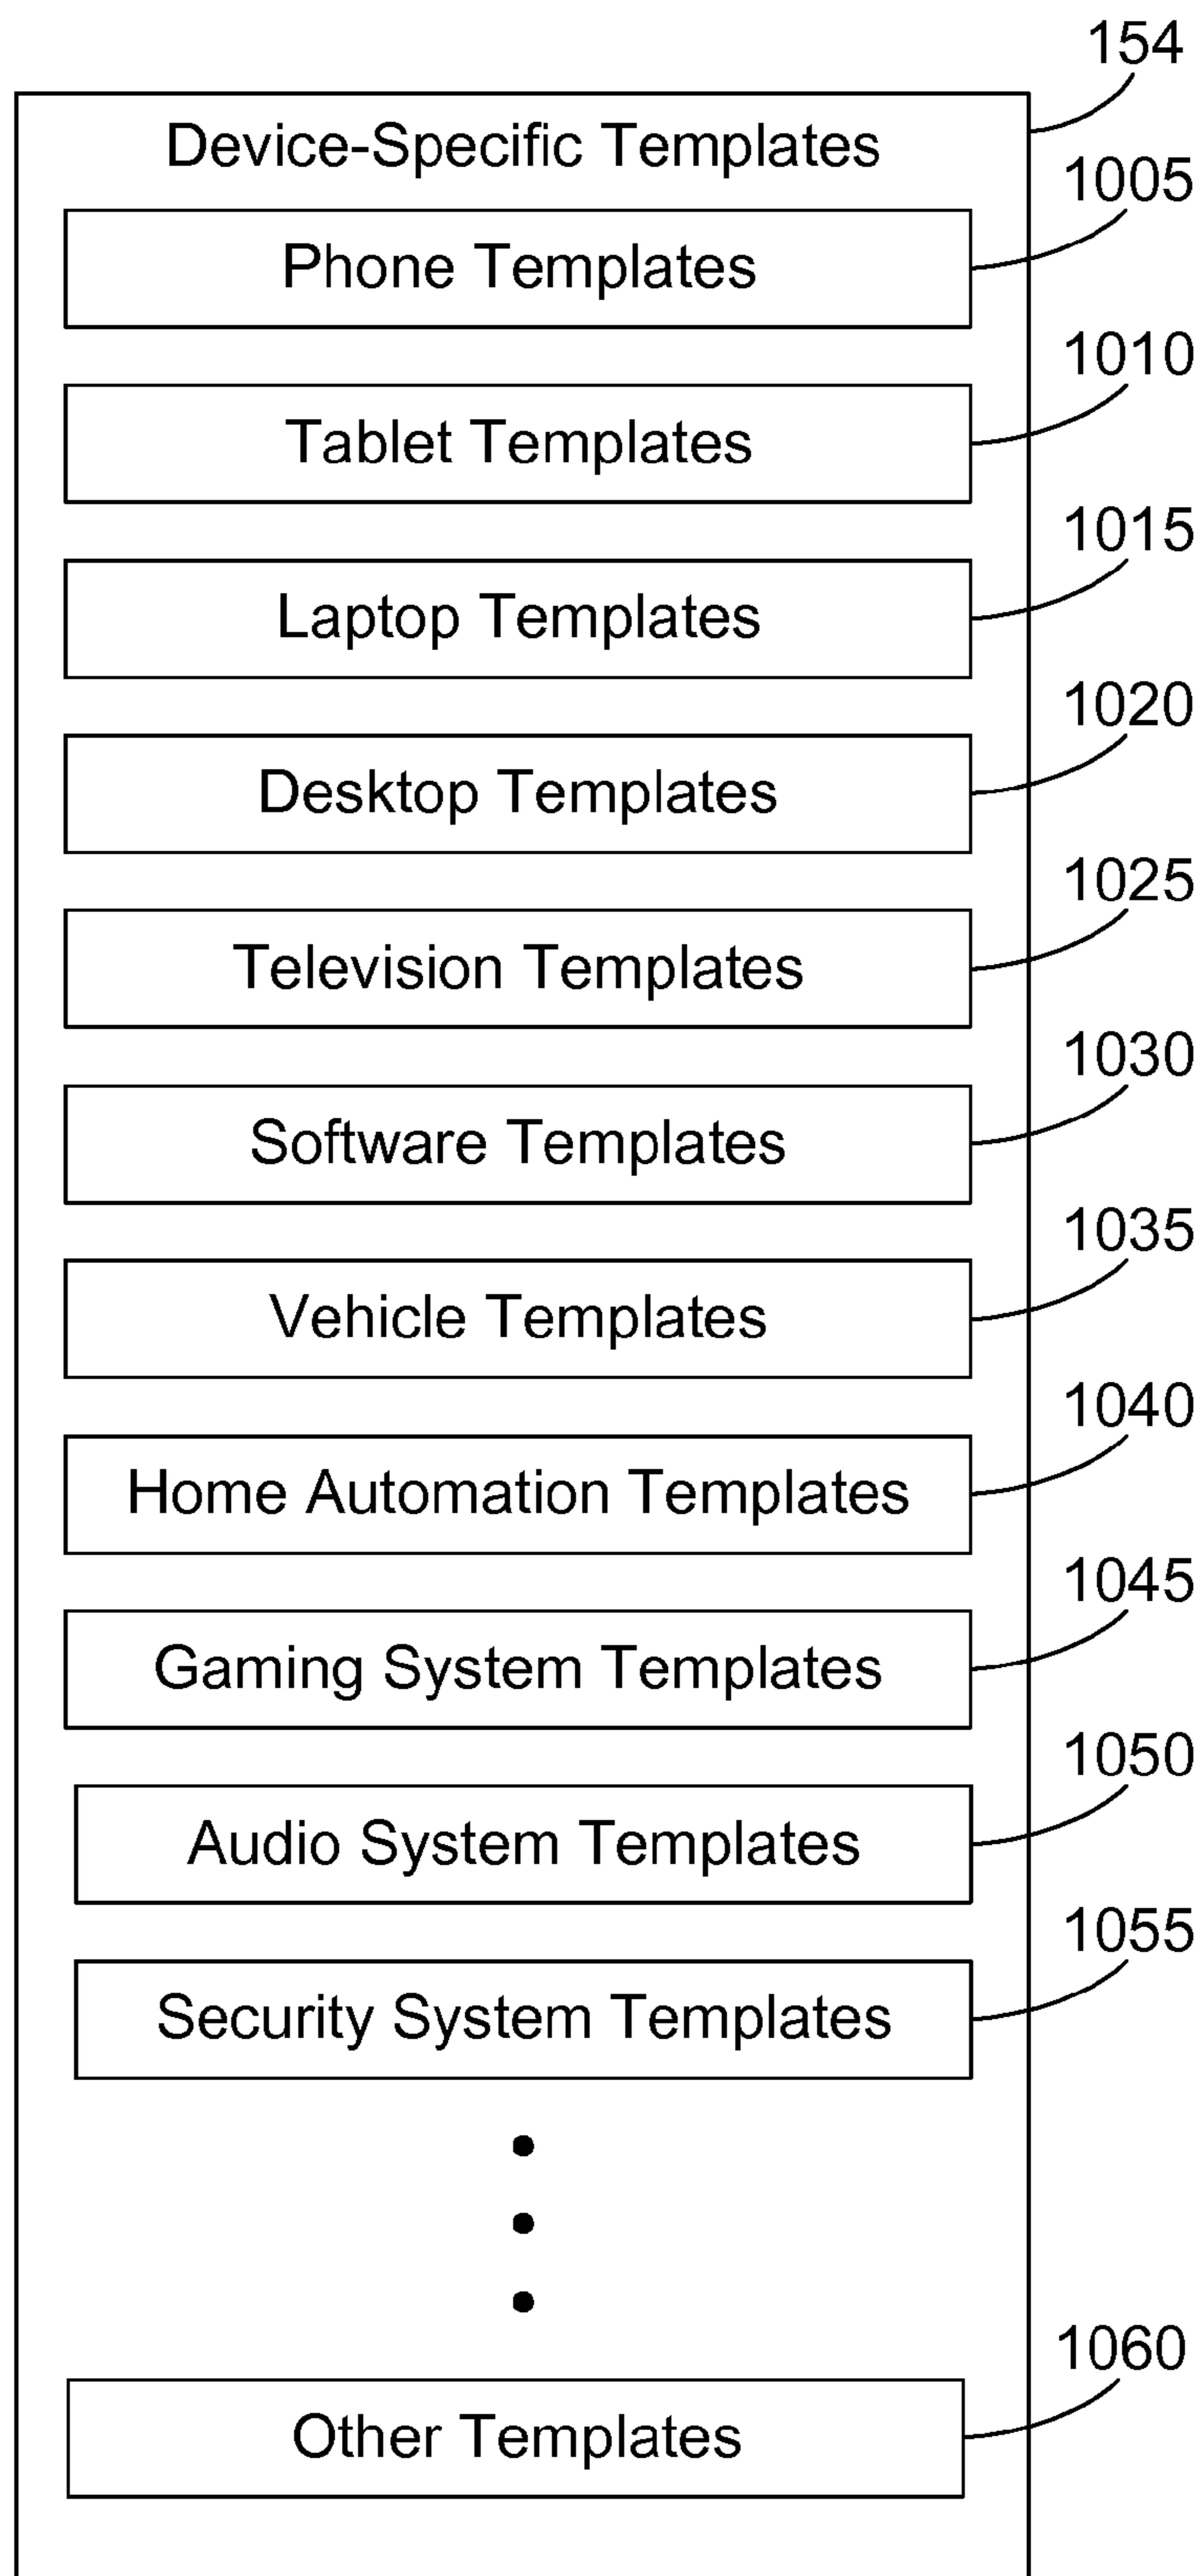 154
Device-Specific Templates
1005
Phone Templates
1010
Tablet Templates
1015
Laptop Templates
1020
Desktop Templates
1025
Television Templates
1030
Software Templates
1035
Vehicle Templates
1040
Home Automation Templates
1045
Gaming System Templates
1050
Audio System Templates
1055
Security System Templates
1060
Other Templates